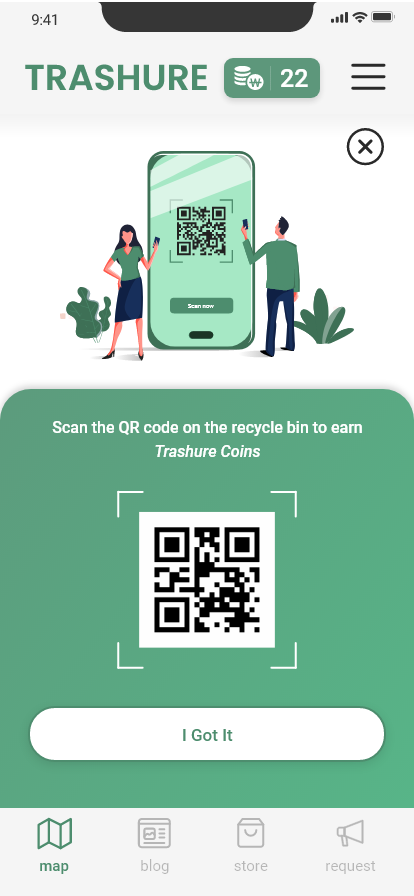 9:41
TRASHURE
₩ 22
Scan now
Scan the QR code on the recycle bin to earn
Trashure Coins
I Got It
map blog store request